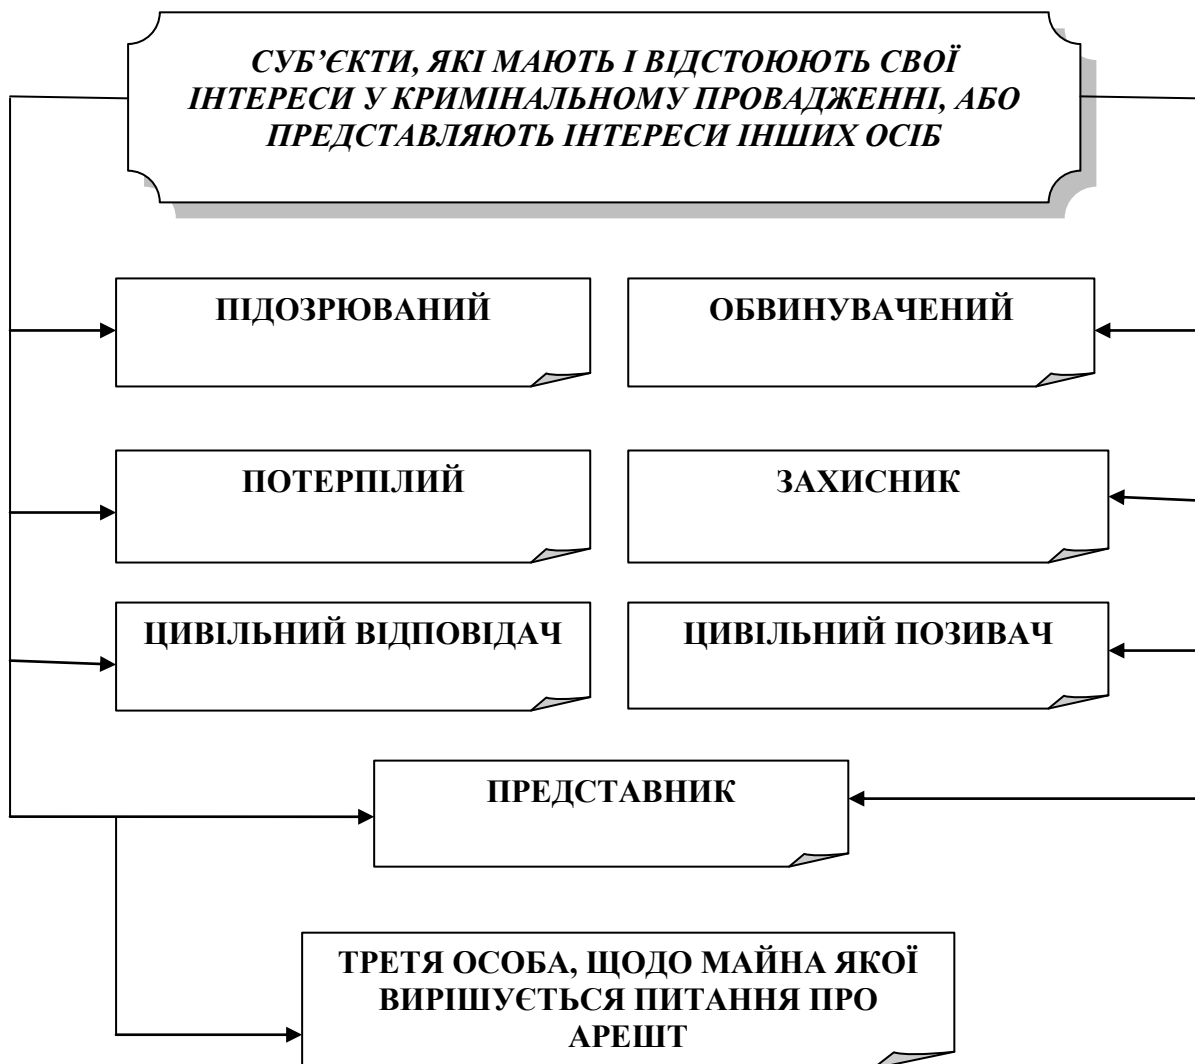 СУБ’ЄКТИ, ЯКІ МАЮТЬ І ВІДСТОЮЮТЬ СВОЇ
ІНТЕРЕСИ У КРИМІНАЛЬНОМУ ПРОВАДЖЕННІ, АБО
ПРЕДСТАВЛЯЮТЬ ІНТЕРЕСИ ІНШИХ ОСІБ
ПІДОЗРЮВАНИЙ
ОБВИНУВАЧЕНИЙ
ПОТЕРПІЛИЙ
ЗАХИСНИК
ЦИВІЛЬНИЙ ВІДПОВІДАЧ
ЦИВІЛЬНИЙ ПОЗИВАЧ
ПРЕДСТАВНИК
ТРЕТЯ ОСОБА, ЩОДО МАЙНА ЯКОЇ
ВИРІШУЄТЬСЯ ПИТАННЯ ПРО
АРЕШТ